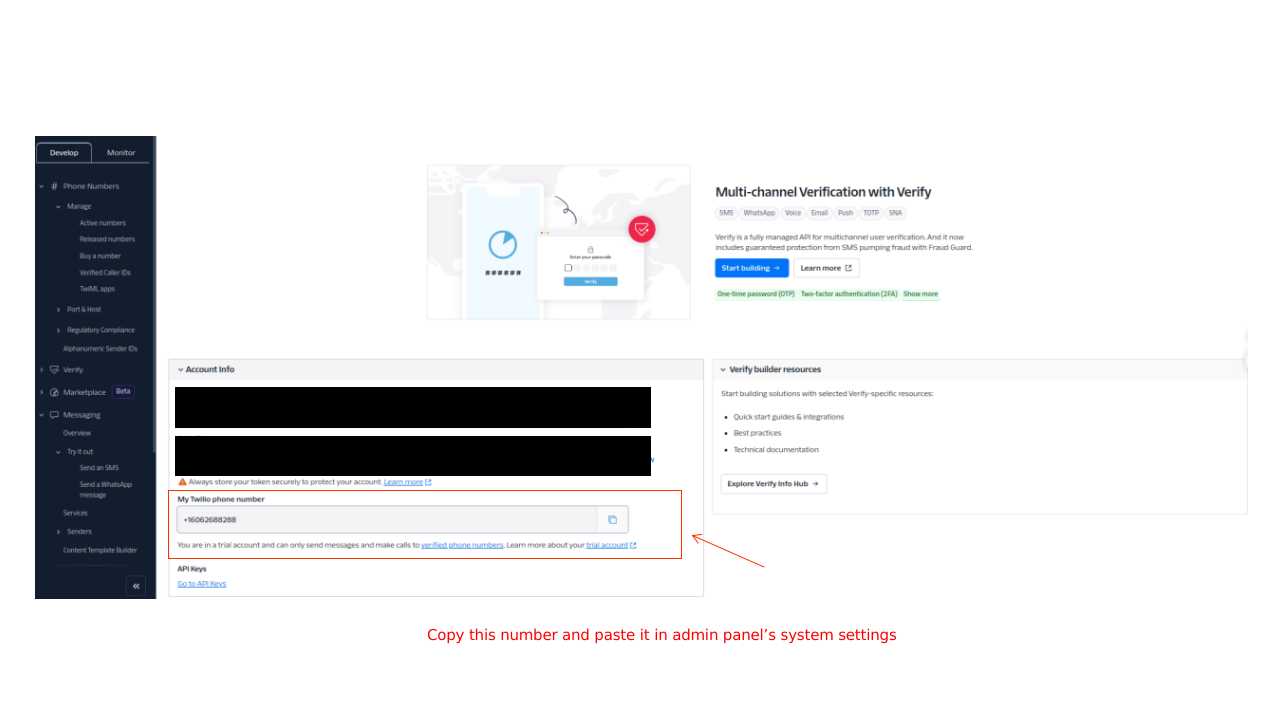 Develop
Monitor
Phone Numbers
Manage
Active numbers
Released numbers
Buy a number
Verified Caller IDs
TwiML apps
Port & Host
Regulatory Compliance
Alphanumeric Sender IDs
Verify
Marketplace Beta
Messaging
Overview
Try it out
Send an SMS
Send a WhatsApp
message
Services
Senders
Content Template Builder
Enter your passcode
Verify
Multi-channel Verification with Verify
SMS WhatsApp Voice Email Push TOTP SNA
Verify is a fully managed API for multichannel user verification. And it now
includes guaranteed protection from SMS pumping fraud with Fraud Guard.
Start building → Learn more
One-time password (OTP) Two-factor authentication (2FA) Show more
Account Info
Always store your token securely to protect your account. Learn more
My Twilio phone number
+16062688288
You are in a trial account and can only send messages and make calls to verified phone numbers. Learn more about your trial account
API Keys
Go to API Keys
Verify builder resources
Start building solutions with selected Verify-specific resources:
• Quick start guides & integrations
• Best practices
• Technical documentation
Explore Verify Info Hub →
Copy this number and paste it in admin panel’s system settings